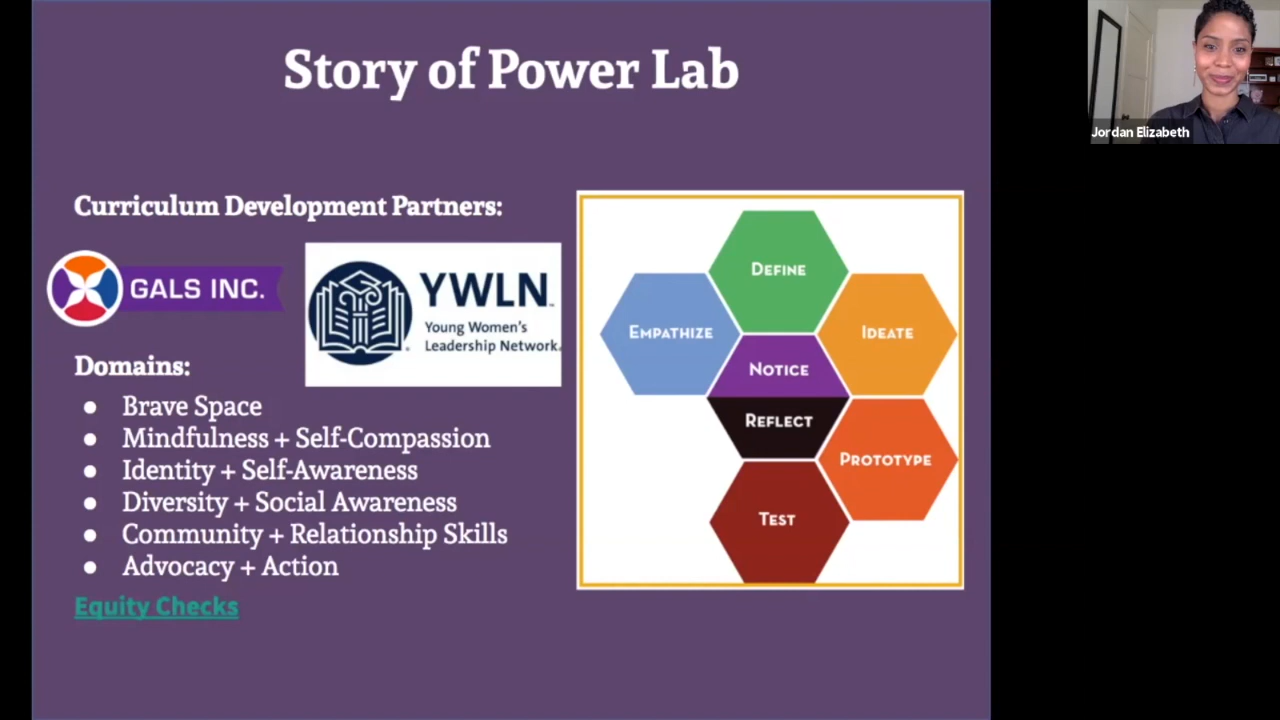 Story of Power Lab
Jordan Elizabeth
Curriculum Development Partners:
GALS INC.
YWLN™
Young Women's
Leadership Network.
Domains:
● Brave Space
● Mindfulness + Self-Compassion
● Identity + Self-Awareness
● Diversity + Social Awareness
● Community + Relationship Skills
● Advocacy + Action
Equity Checks
DEFINE
EMPATHIZE
IDEATE
NOTICE
REFLECT
PROTOTYPE
TEST